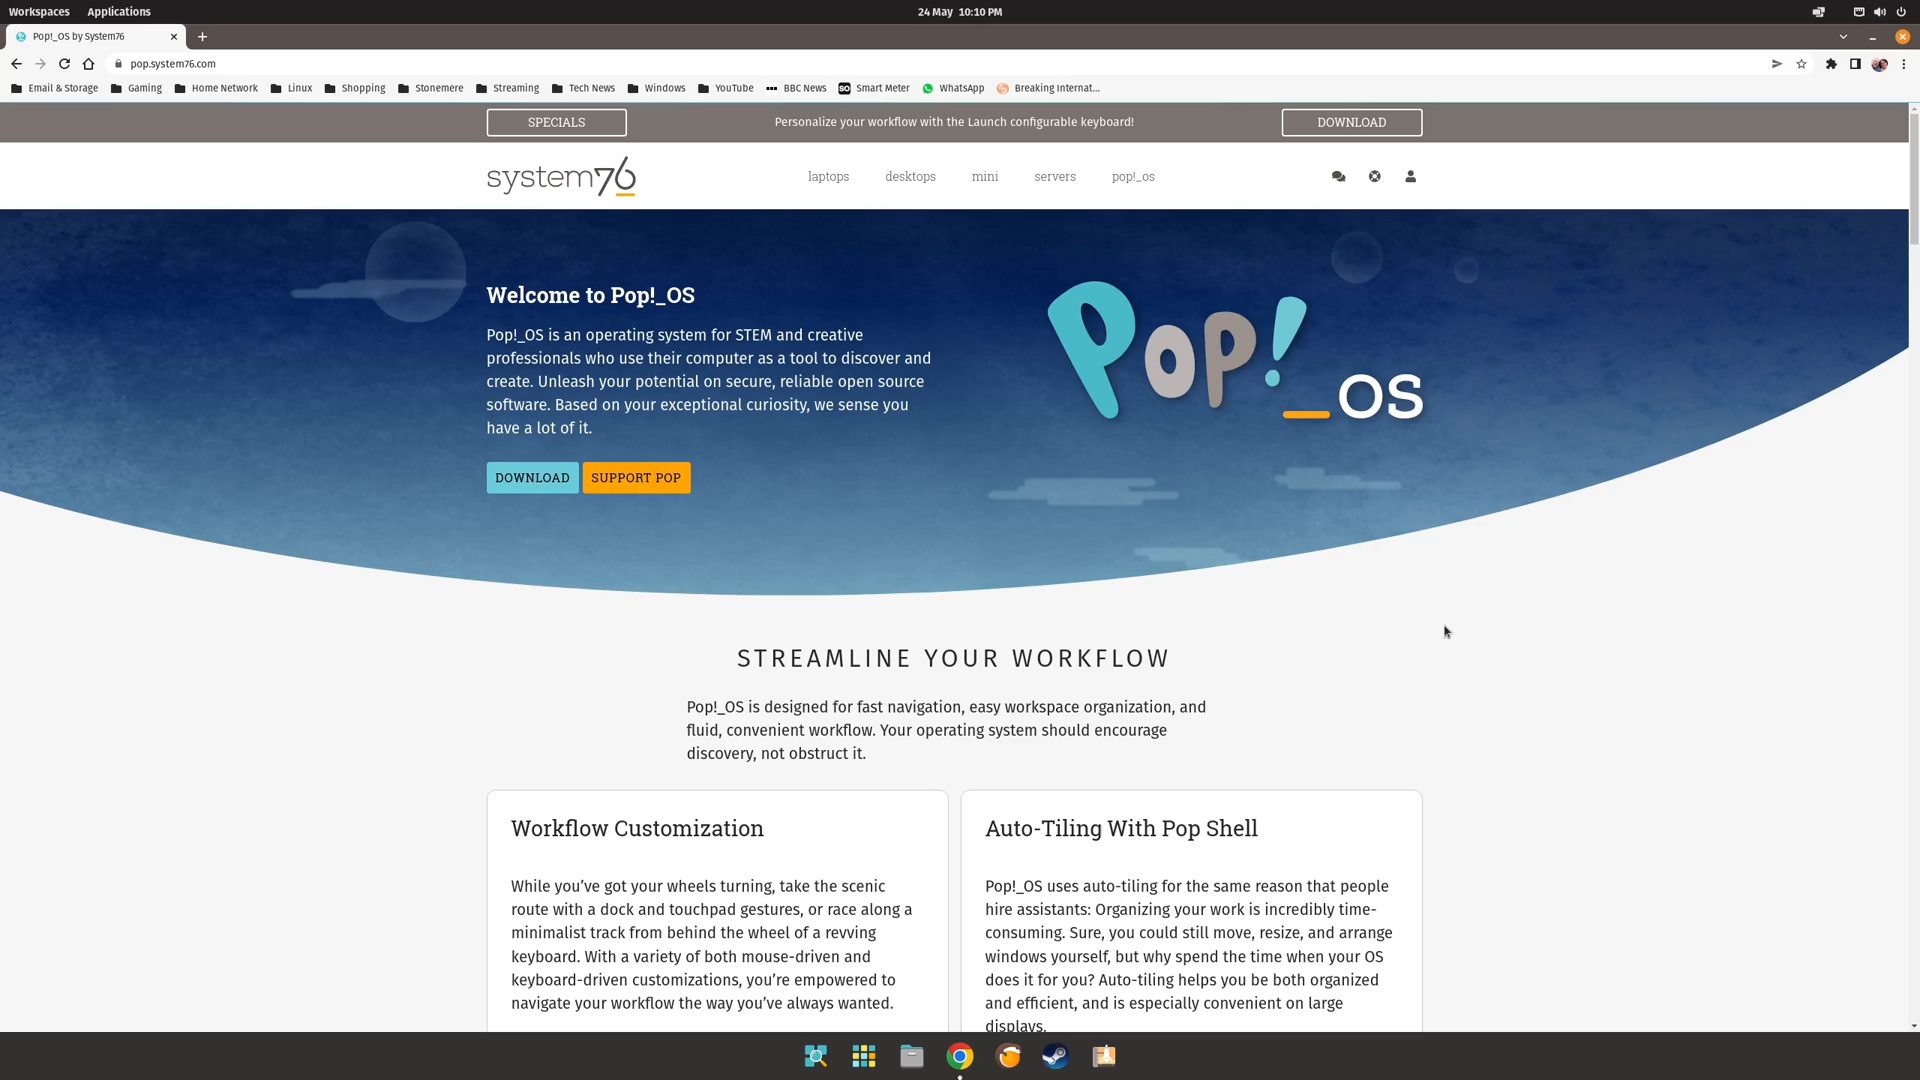 Workspaces Applications 24 May 10:10 PM
Pop!_OS by System76
pop.system76.com
Email & Storage Gaming Home Network Linux Shopping Stonemere Streaming Tech News Windows YouTube BBC News SO Smart Meter WhatsApp Breaking Internat...
SPECIALS Personalize your workflow with the Launch configurable keyboard! DOWNLOAD
system76 laptops desktops mini servers pop!_os
Welcome to Pop!_OS
Pop!_OS is an operating system for STEM and creative
professionals who use their computer as a tool to discover and
create. Unleash your potential on secure, reliable open source
software. Based on your exceptional curiosity, we sense you
have a lot of it.
Pop!_OS
DOWNLOAD SUPPORT POP
STREAMLINE YOUR WORKFLOW
Pop!_OS is designed for fast navigation, easy workspace organization, and
fluid, convenient workflow. Your operating system should encourage
discovery, not obstruct it.
Workflow Customization
While you’ve got your wheels turning, take the scenic
route with a dock and touchpad gestures, or race along a
minimalist track from behind the wheel of a revving
keyboard. With a variety of both mouse-driven and
keyboard-driven customizations, you’re empowered to
navigate your workflow the way you’ve always wanted.
Auto-Tiling With Pop Shell
Pop!_OS uses auto-tiling for the same reason that people
hire assistants: Organizing your work is incredibly time-
consuming. Sure, you could still move, resize, and arrange
windows yourself, but why spend the time when your OS
does it for you? Auto-tiling helps you be both organized
and efficient, and is especially convenient on large
displays.